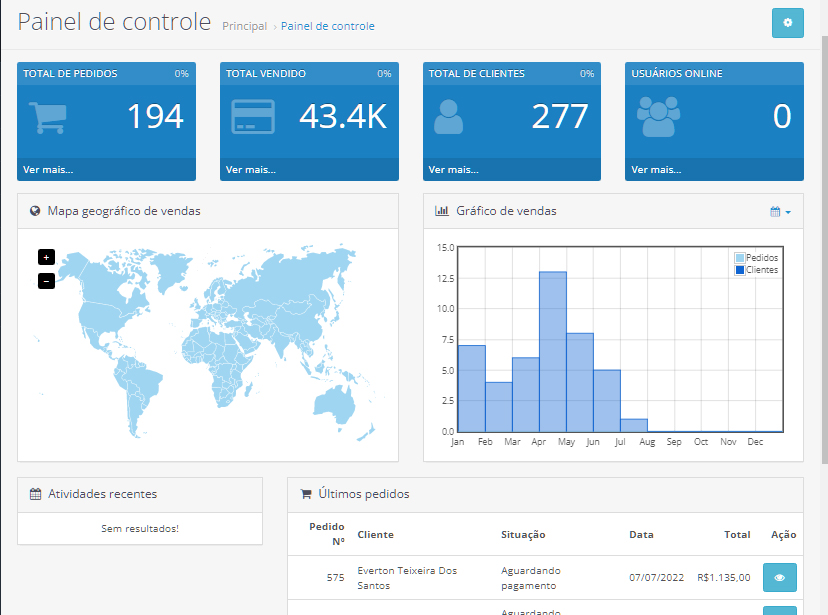 Painel de controle Principal › Painel de controle
TOTAL DE PEDIDOS 0%
194
Ver mais...
TOTAL VENDIDO 0%
43.4K
Ver mais...
TOTAL DE CLIENTES 0%
277
Ver mais...
USUÁRIOS ONLINE
0
Ver mais...
Mapa geográfico de vendas
+
−
Gráfico de vendas
15.0
12.5
10.0
7.5
5.0
2.5
0.0
Pedidos
Clientes
Jan Feb Mar Apr May Jun Jul Aug Sep Oct Nov Dec
Atividades recentes
Sem resultados!
Últimos pedidos
Pedido Nº Cliente Situação Data Total Ação
575 Everton Teixeira Dos Santos Aguardando pagamento 07/07/2022 R$1.135,00
Aguardando